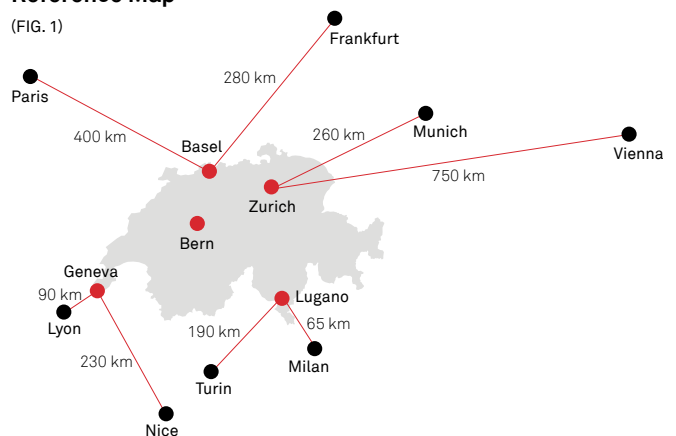 (FIG. 1)
Frankfurt
280 km
Paris
400 km
260 km
Munich
Vienna
Basel
750 km
Zurich
Bern
Geneva
90 km
Lugano
Lyon
190 km
65 km
230 km
Milan
Turin
Nice